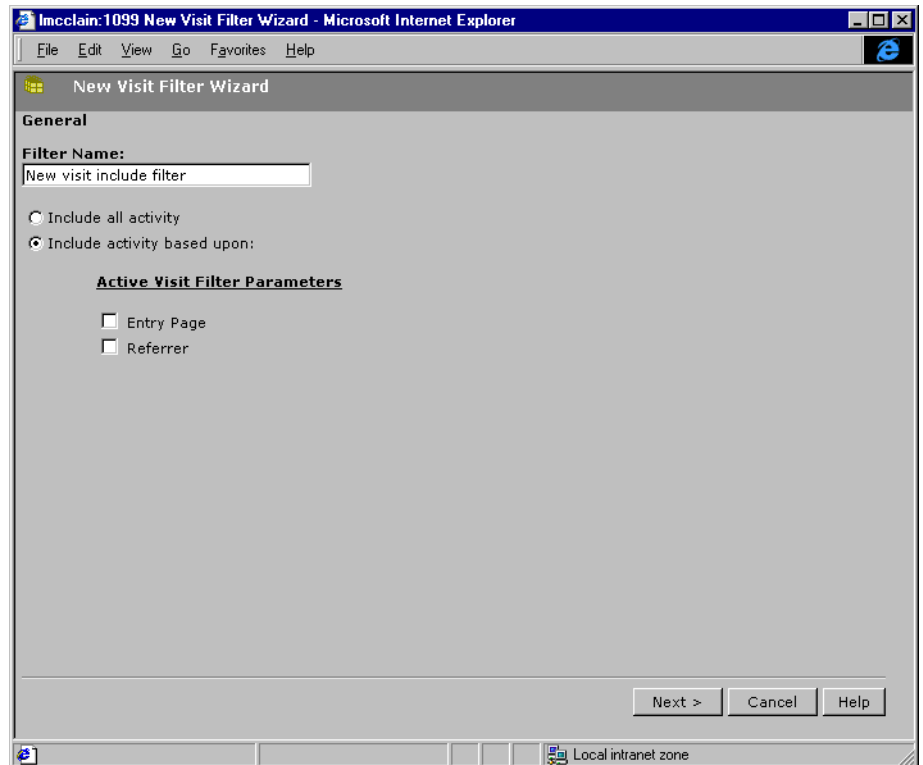 lmcclain:1099 New Visit Filter Wizard - Microsoft Internet Explorer
File Edit View Go Favorites Help
New Visit Filter Wizard
General
Filter Name:
New visit include filter
Include all activity
Include activity based upon:
Active Visit Filter Parameters
Entry Page
Referrer
Next > Cancel Help
Local intranet zone